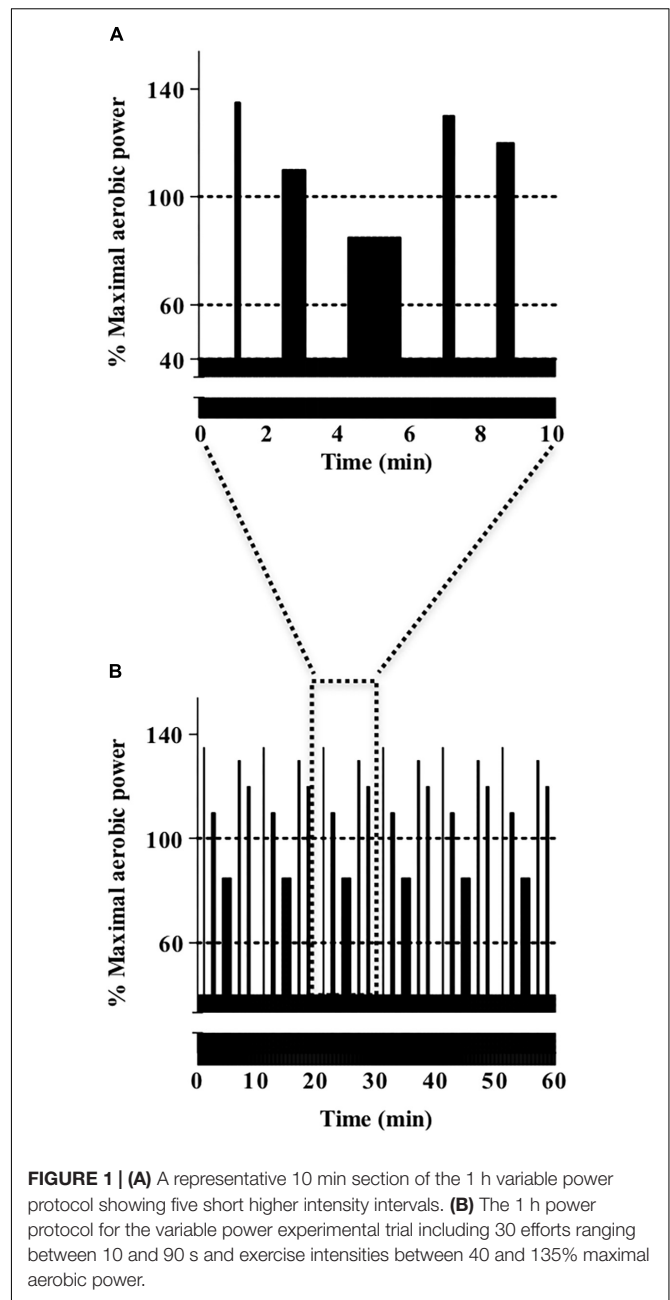 A
% Maximal aerobic power
140
100
60
40
0 2 4 6 8 10
Time (min)
B
% Maximal aerobic power
140
100
60
0 10 20 30 40 50 60
Time (min)
FIGURE 1 | (A) A representative 10 min section of the 1 h variable power
protocol showing five short higher intensity intervals. (B) The 1 h power
protocol for the variable power experimental trial including 30 efforts ranging
between 10 and 90 s and exercise intensities between 40 and 135% maximal
aerobic power.